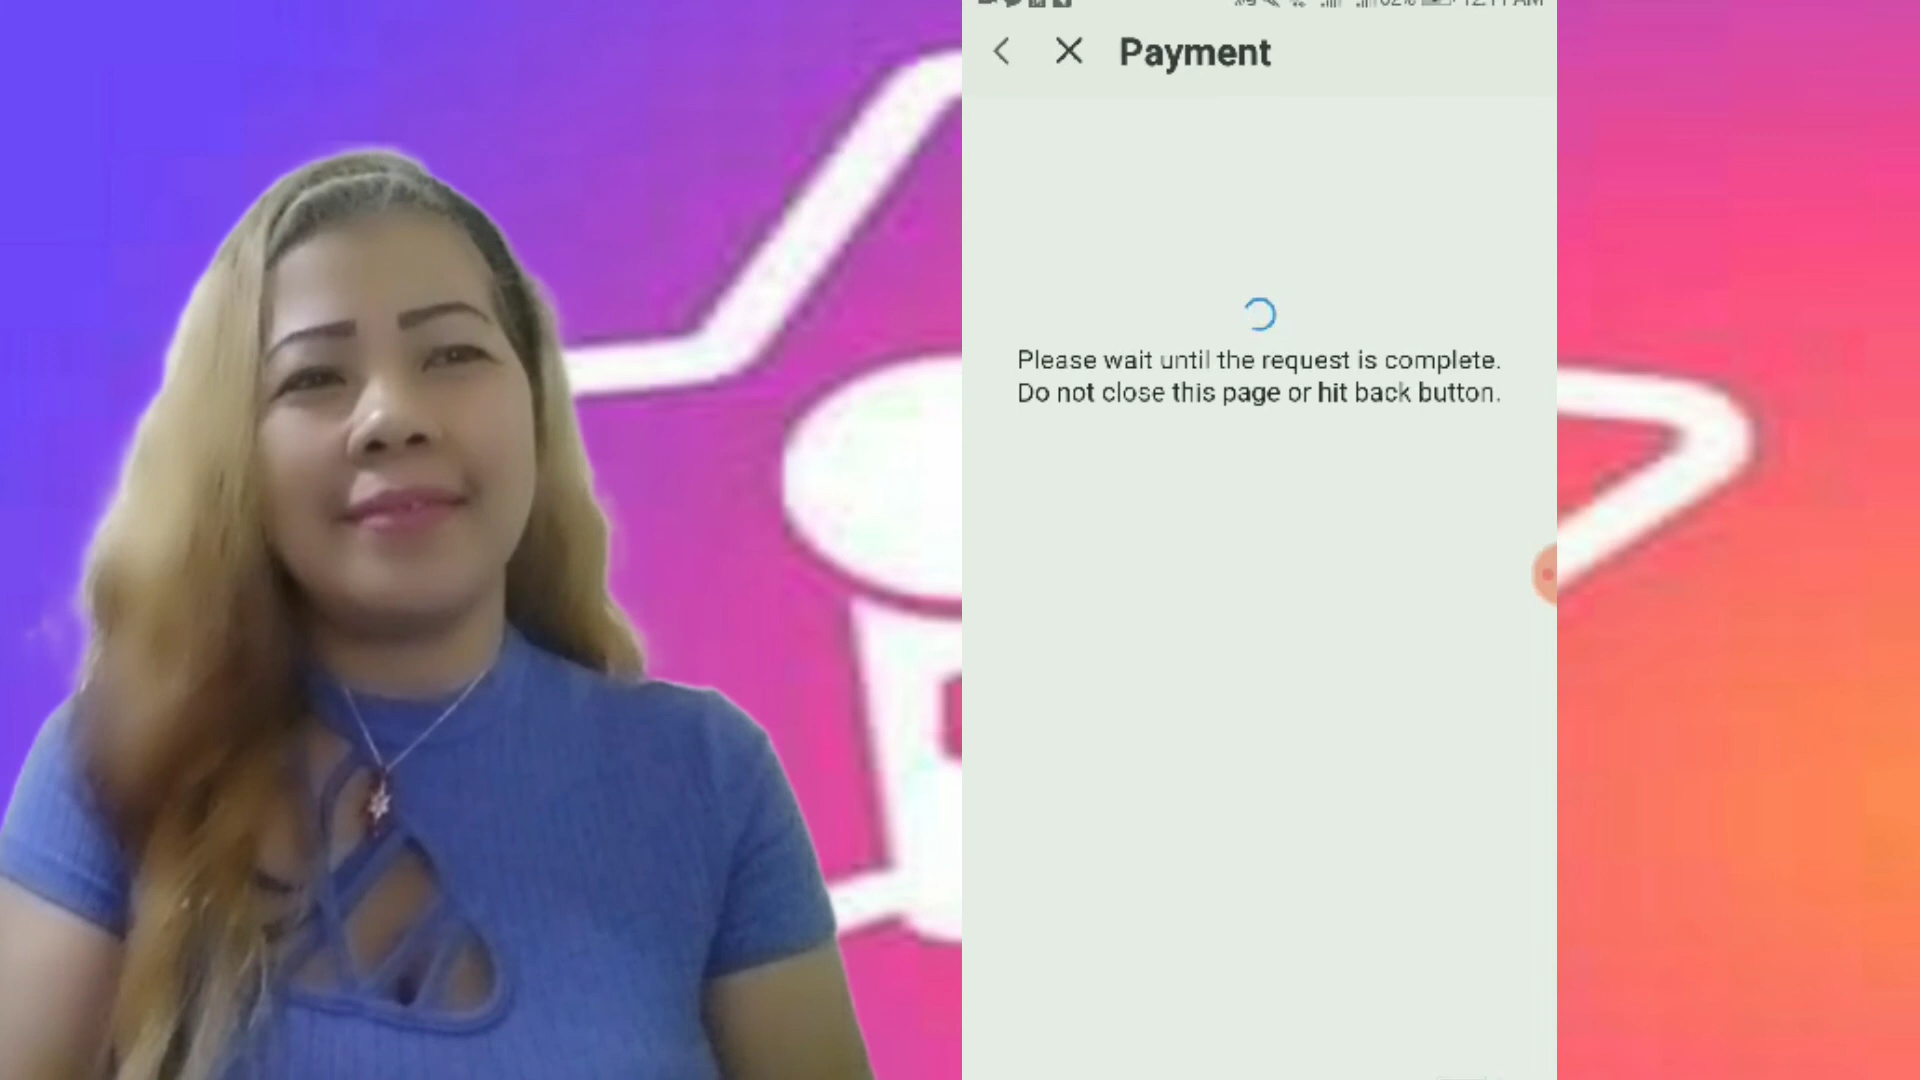 Payment
Please wait until the request is complete.
Do not close this page or hit back button.